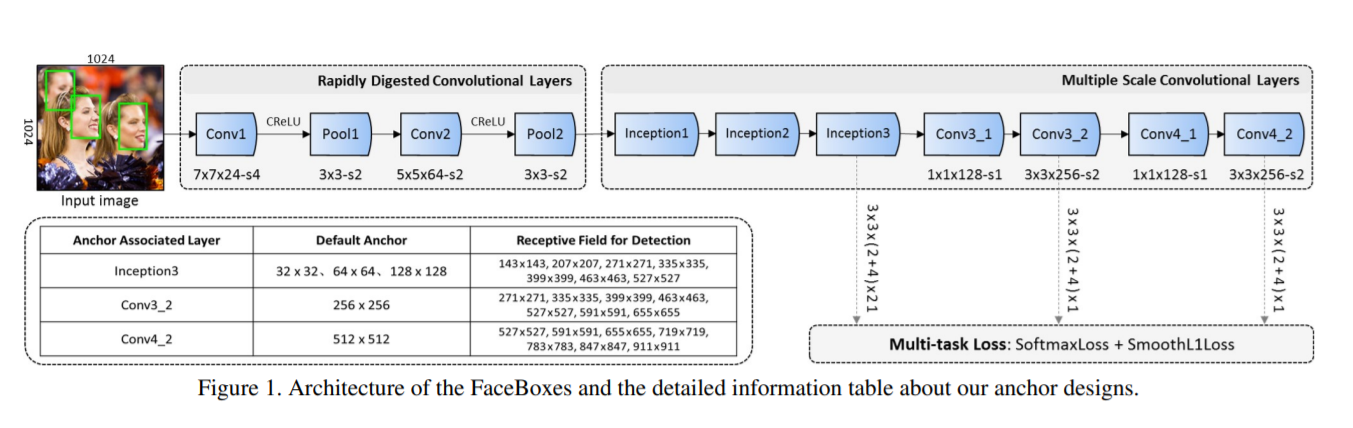 1024
1024
Input image
Rapidly Digested Convolutional Layers
Conv1
CReLU
Pool1
Conv2
CReLU
Pool2
7x7x24-s4
3x3-s2
5x5x64-s2
3x3-s2
Multiple Scale Convolutional Layers
Inception1
Inception2
Inception3
Conv3_1
Conv3_2
Conv4_1
Conv4_2
1x1x128-s1
3x3x256-s2
1x1x128-s1
3x3x256-s2
3x3x(2+4)x21
3x3x(2+4)x1
3x3x(2+4)x1
Anchor Associated Layer Default Anchor Receptive Field for Detection
Inception3 32 x 32、64 x 64、128 x 128 143x143, 207x207, 271x271, 335x335,
399x399, 463x463, 527x527
Conv3_2 256 x 256 271x271, 335x335, 399x399, 463x463,
527x527, 591x591, 655x655
Conv4_2 512 x 512 527x527, 591x591, 655x655, 719x719,
783x783, 847x847, 911x911
Multi-task Loss: SoftmaxLoss + SmoothL1Loss
Figure 1. Architecture of the FaceBoxes and the detailed information table about our anchor designs.